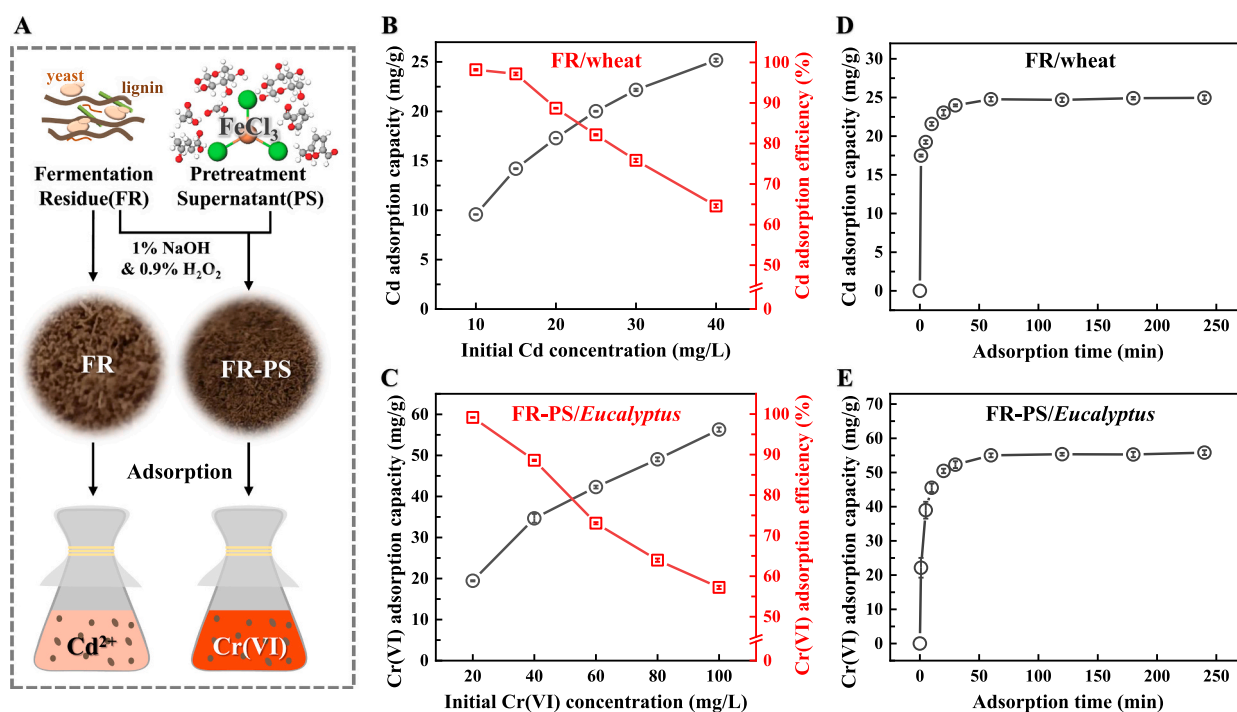 A
yeast
lignin
FeCl3
Fermentation
Residue(FR)
Pretreatment
Supernatant(PS)
1% NaOH
& 0.9% H2O2
FR
FR-PS
Adsorption
Cd2+
Cr(VI)
B
FR/wheat
Cd adsorption capacity (mg/g)
0
5
10
15
20
25
Cd adsorption efficiency (%)
0
50
60
70
80
90
100
10
20
30
40
Initial Cd concentration (mg/L)
C
FR-PS/Eucalyptus
Cr(VI) adsorption capacity (mg/g)
0
10
20
30
40
50
60
Cr(VI) adsorption efficiency (%)
0
50
60
70
80
90
100
20
40
60
80
100
Initial Cr(VI) concentration (mg/L)
D
FR/wheat
Cd adsorption capacity (mg/g)
0
5
10
15
20
25
30
0
50
100
150
200
250
Adsorption time (min)
E
FR-PS/Eucalyptus
Cr(VI) adsorption capacity (mg/g)
0
10
20
30
40
50
60
70
0
50
100
150
200
250
Adsorption time (min)